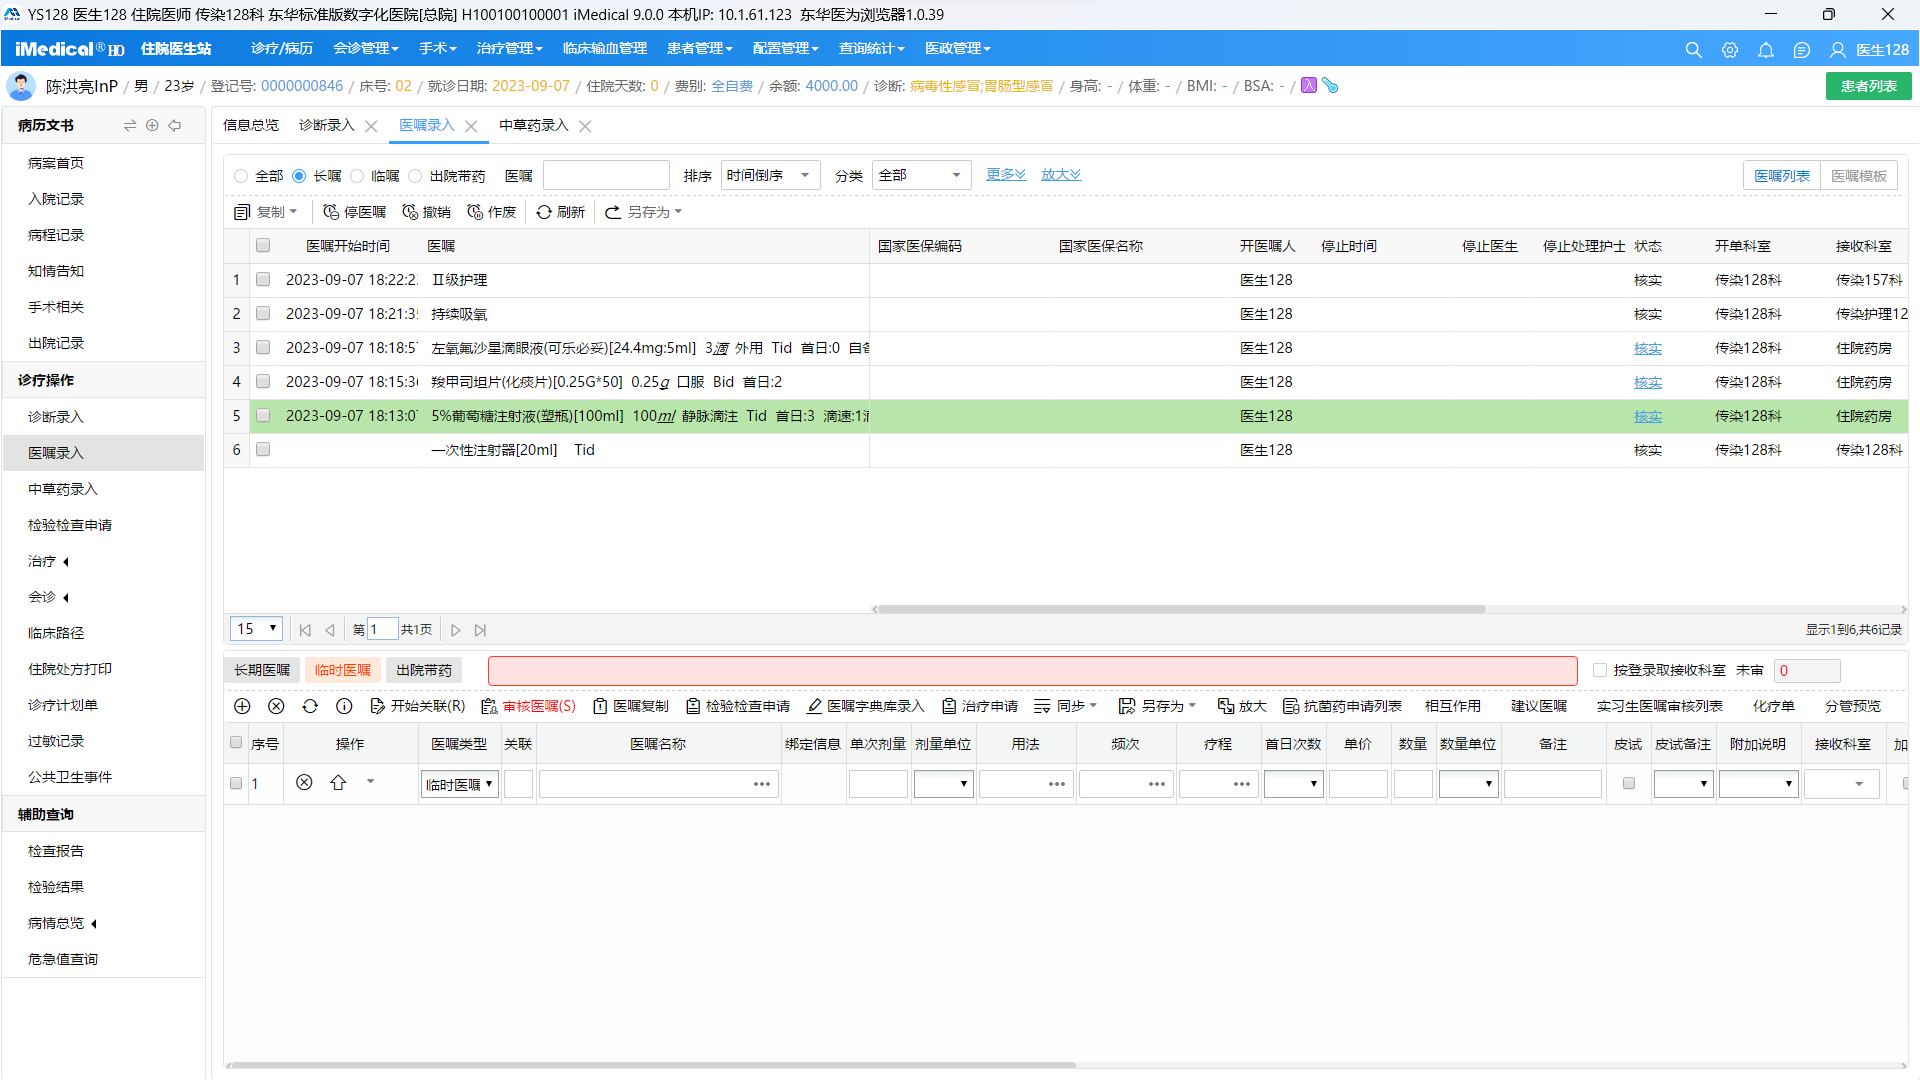 YS128 医生128 住院医师 传染128科 东华标准版数字化医院[总院] H100100100001 iMedical 9.0.0 本机IP: 10.1.61.123 东华医为浏览器1.0.39
iMedical® HO 住院医生站 诊疗/病历 会诊管理 手术 治疗管理 临床输血管理 患者管理 配置管理 查询统计 医政管理 医生128
陈洪亮InP / 男 / 23岁 / 登记号: 0000000846 / 床号: 02 / 就诊日期: 2023-09-07 / 住院天数: 0 / 费别: 全自费 / 余额: 4000.00 / 诊断: 病毒性感冒;胃肠型感冒 / 身高: - / 体重: - / BMI: - / BSA: - / 入 患者列表
病历文书
病案首页
入院记录
病程记录
知情告知
手术相关
出院记录
诊疗操作
诊断录入
医嘱录入
中草药录入
检验检查申请
治疗
会诊
临床路径
住院处方打印
诊疗计划单
过敏记录
公共卫生事件
辅助查询
检查报告
检验结果
病情总览
危急值查询
信息总览 诊断录入 医嘱录入 中草药录入
全部 长嘱 临嘱 出院带药 医嘱 排序 时间倒序 分类 全部 更多 放大 医嘱列表 医嘱模板
复制 停医嘱 撤销 作废 刷新 另存为
医嘱开始时间 医嘱 国家医保编码 国家医保名称 开医嘱人 停止时间 停止医生 停止处理护士 状态 开单科室 接收科室
1 2023-09-07 18:22:2 Ⅱ级护理 医生128 核实 传染128科 传染157科
2 2023-09-07 18:21:3 持续吸氧 医生128 核实 传染128科 传染护理12
3 2023-09-07 18:18:5 左氧氟沙星滴眼液(可乐必妥)[24.4mg:5ml] 3滴 外用 Tid 首日:0 自备 医生128 核实 传染128科 住院药房
4 2023-09-07 18:15:3 羧甲司坦片(化痰片)[0.25G*50] 0.25g 口服 Bid 首日:2 医生128 核实 传染128科 住院药房
5 2023-09-07 18:13:0 5%葡萄糖注射液(塑瓶)[100ml] 100ml 静脉滴注 Tid 首日:3 滴速:1滴 医生128 核实 传染128科 住院药房
6 一次性注射器[20ml] Tid 医生128 核实 传染128科 传染128科
15 第 1 共1页 显示1到6,共6记录
长期医嘱 临时医嘱 出院带药 按登录取接收科室 未审 0
开始关联(R) 审核医嘱(S) 医嘱复制 检验检查申请 医嘱字典库录入 治疗申请 同步 另存为 放大 抗菌药申请列表 相互作用 建议医嘱 实习生医嘱审核列表 化疗单 分管预览
序号 操作 医嘱类型 关联 医嘱名称 绑定信息 单次剂量 剂量单位 用法 频次 疗程 首日次数 单价 数量 数量单位 备注 皮试 皮试备注 附加说明 接收科室 加
1 临时医嘱